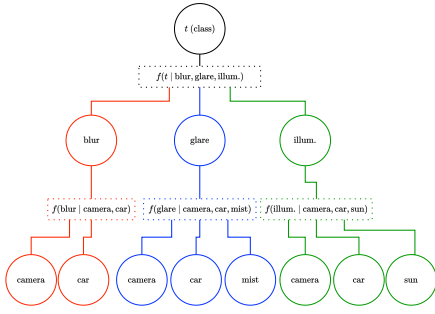 t (class)
f(t | blur, glare, illum.)
blur
glare
illum.
f(blur | camera, car)
f(glare | camera, car, mist)
f(illum. | camera, car, sun)
camera
car
camera
car
mist
camera
car
sun